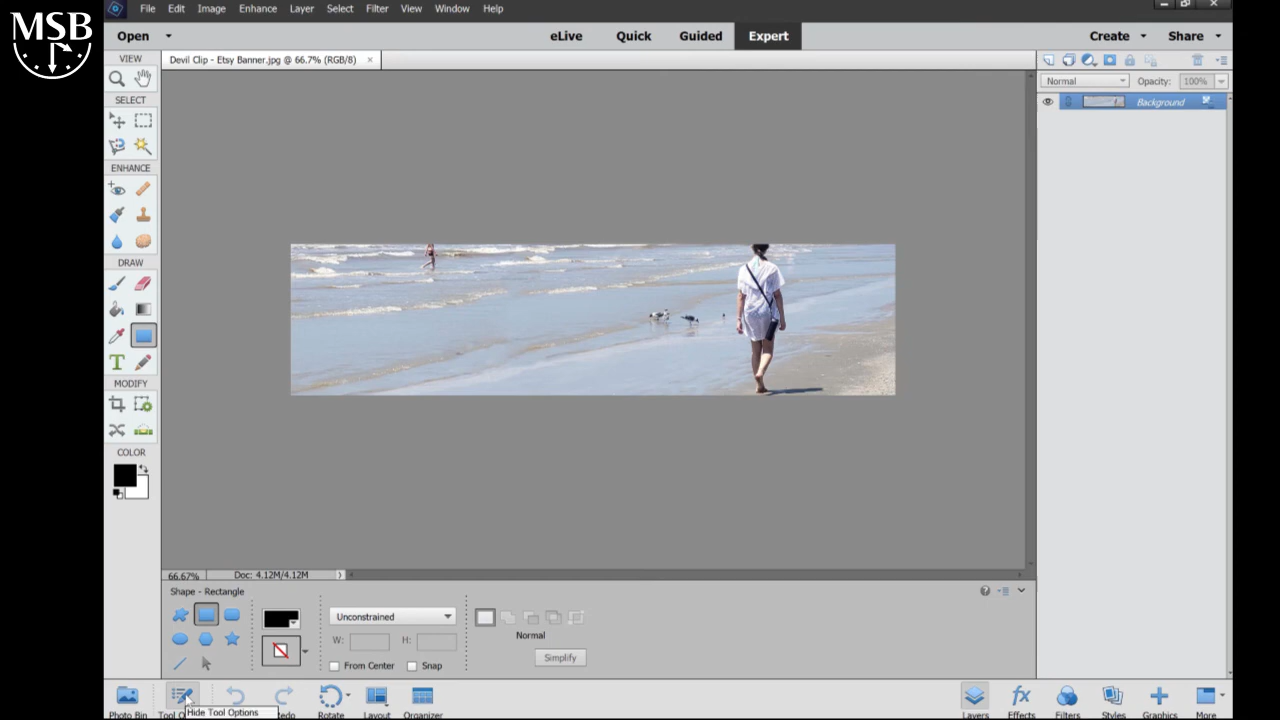 MSB
File Edit Image Enhance Layer Select Filter View Window Help
Open eLive Quick Guided Expert Create Share
VIEW
Devil Clip - Etsy Banner.jpg @ 66.7% (RGB/8) ×
Normal Opacity: 100%
SELECT
Background
ENHANCE
DRAW
MODIFY
COLOR
66.67% Doc: 4.12M/4.12M
Shape - Rectangle
Unconstrained
W: H:
Normal
From Center Snap
Simplify
Photo Bin Tool O edo Rotate Layout Organizer Layers Effects Filters Styles Graphics More
Hide Tool Options